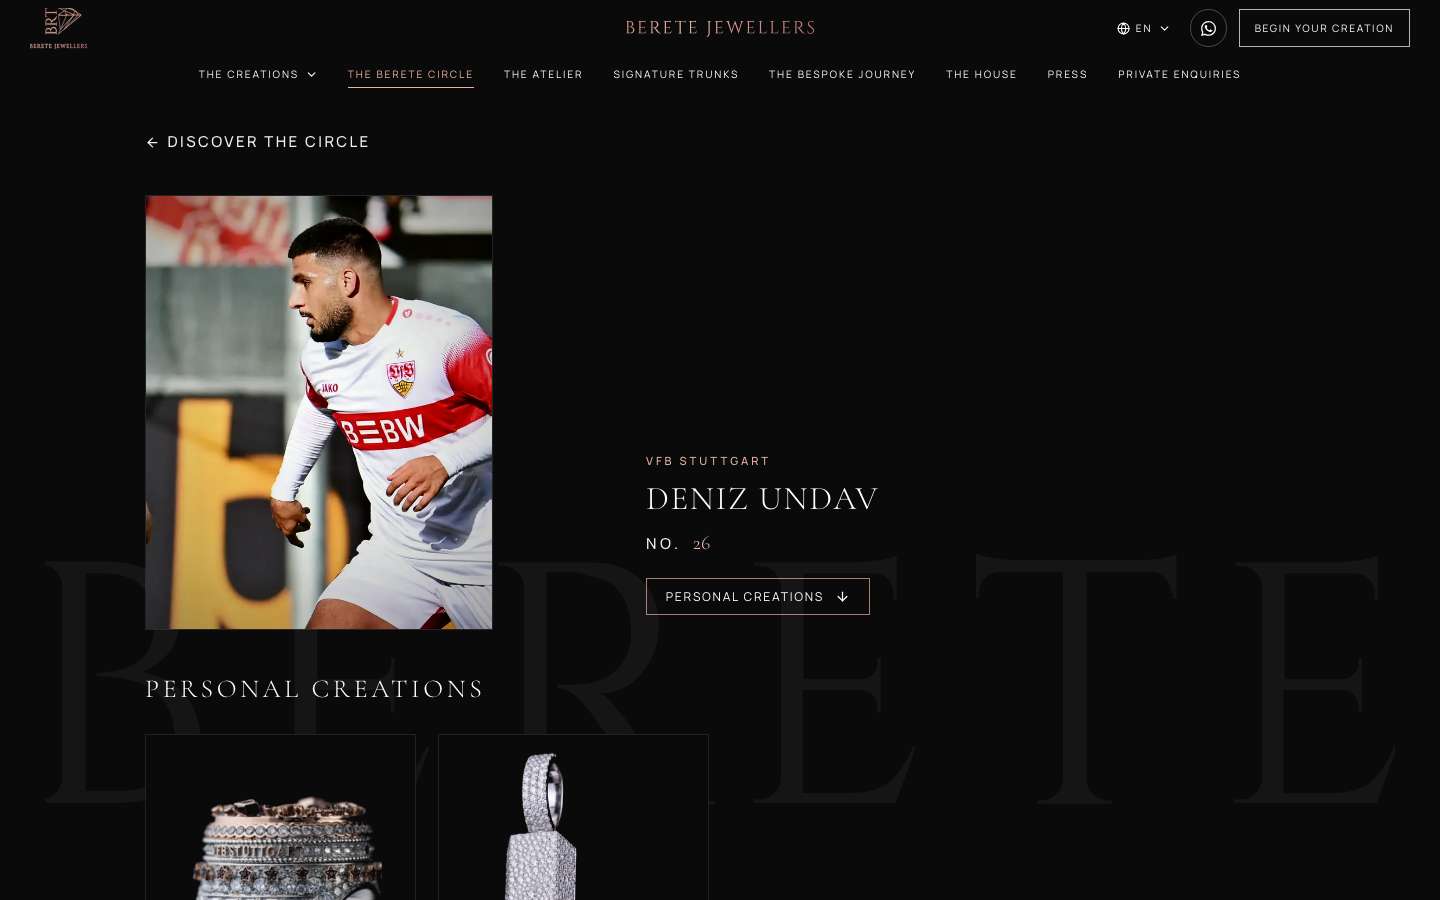 BRT
BERETE JEWELLERS
BERETE JEWELLERS
EN
BEGIN YOUR CREATION
THE CREATIONS
THE BERETE CIRCLE
THE ATELIER
SIGNATURE TRUNKS
THE BESPOKE JOURNEY
THE HOUSE
PRESS
PRIVATE ENQUIRIES
← DISCOVER THE CIRCLE
JAKO
VfB
BBW
VFB STUTTGART
DENIZ UNDAV
NO. 26
PERSONAL CREATIONS ↓
BERETE
PERSONAL CREATIONS